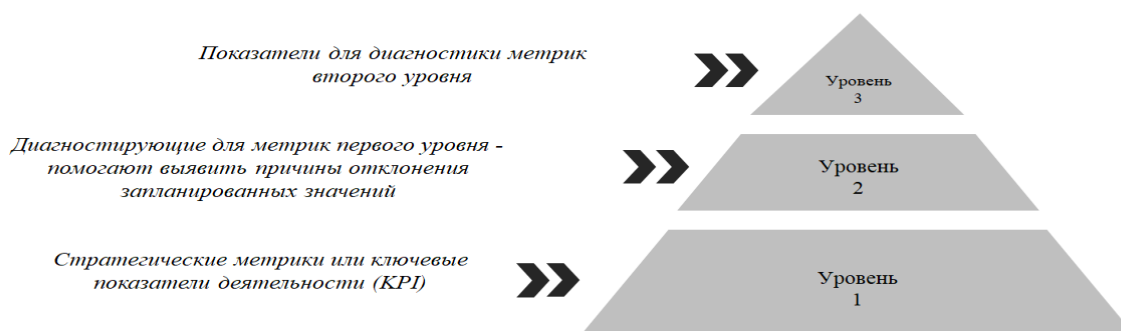 Показатели для диагностики метрик
второго уровня
Уровень
3
Диагностирующие для метрик первого уровня -
помогают выявить причины отклонения
запланированных значений
Уровень
2
Стратегические метрики или ключевые
показатели деятельности (KPI)
Уровень
1